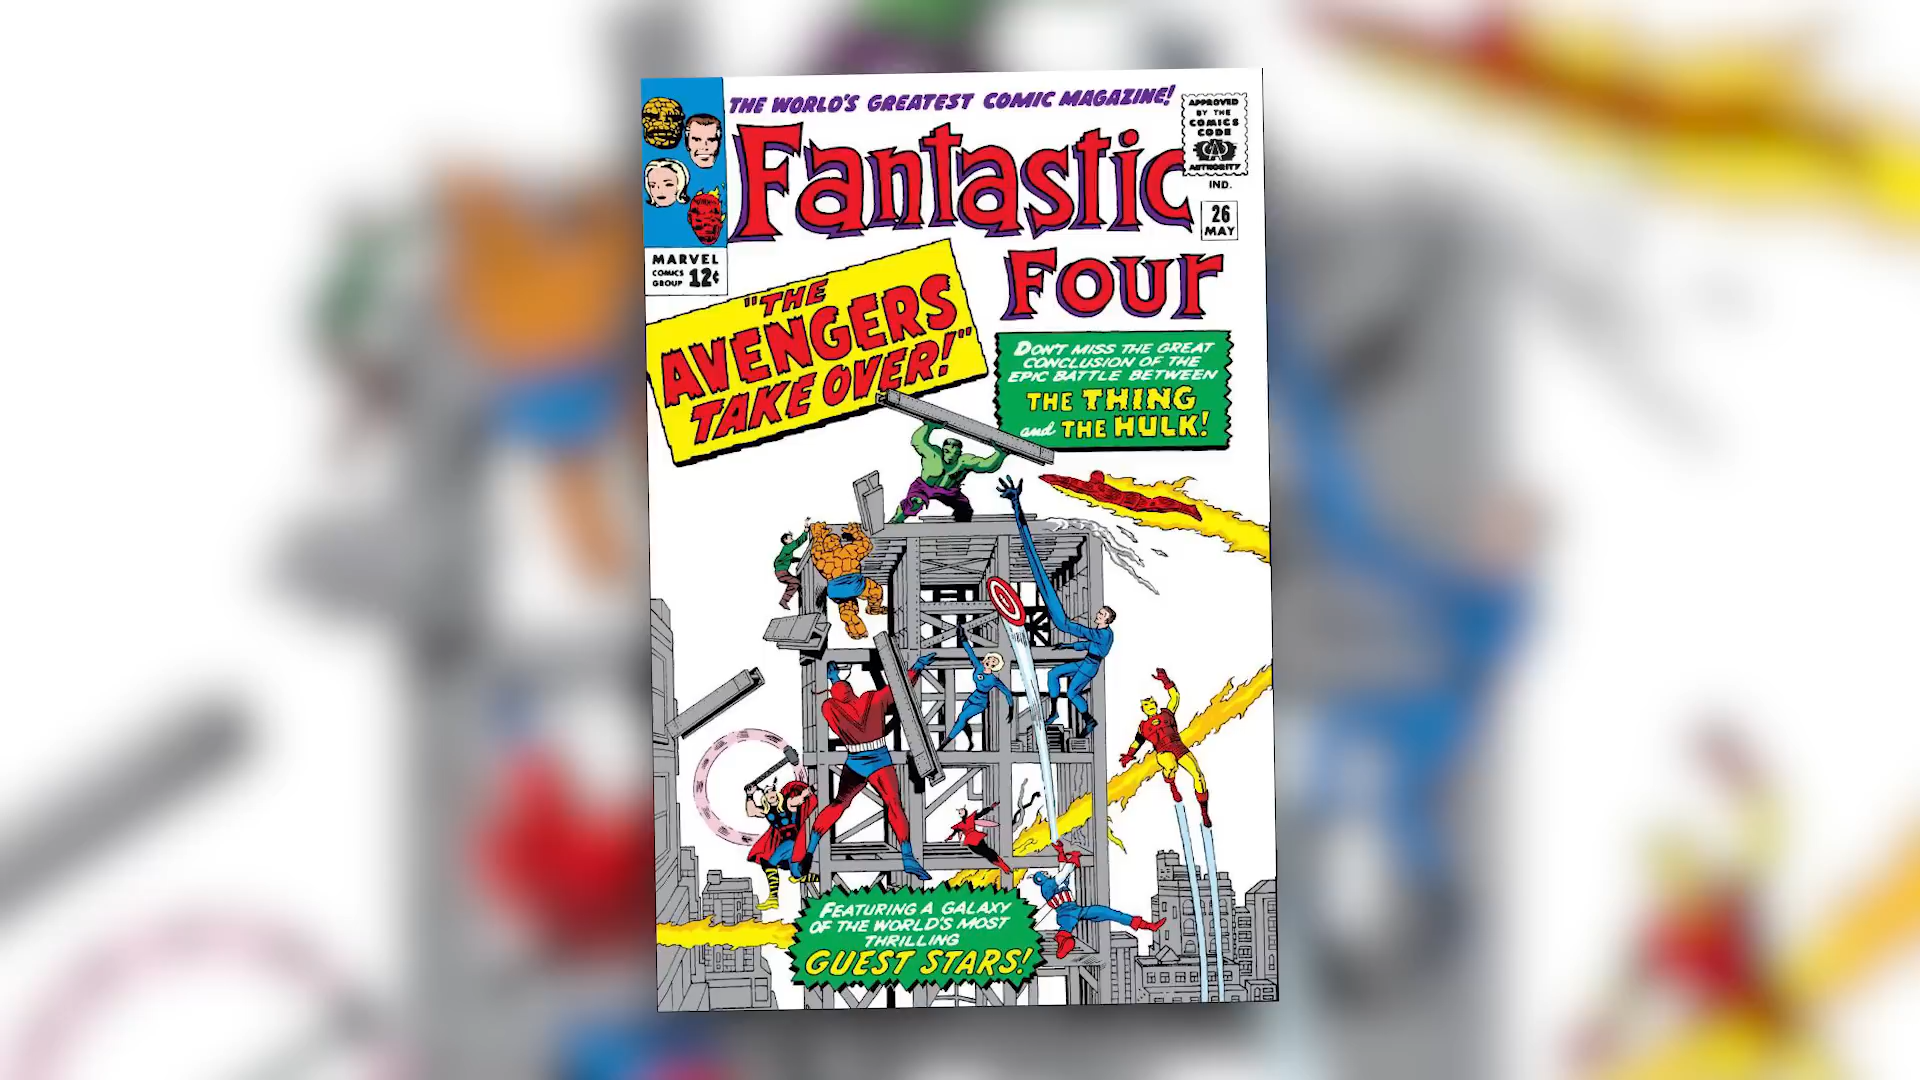 THE WORLD'S GREATEST COMIC MAGAZINE!
Fantastic
Four
APPROVED
BY THE
COMICS
CODE
CA
AUTHORITY
IND.
26
MAY
MARVEL
COMICS
GROUP 12¢
"THE
AVENGERS
TAKE OVER!"
DON'T MISS THE GREAT
CONCLUSION OF THE
EPIC BATTLE BETWEEN
THE THING
and THE HULK!
FEATURING A GALAXY
OF THE WORLD'S MOST
THRILLING
GUEST STARS!